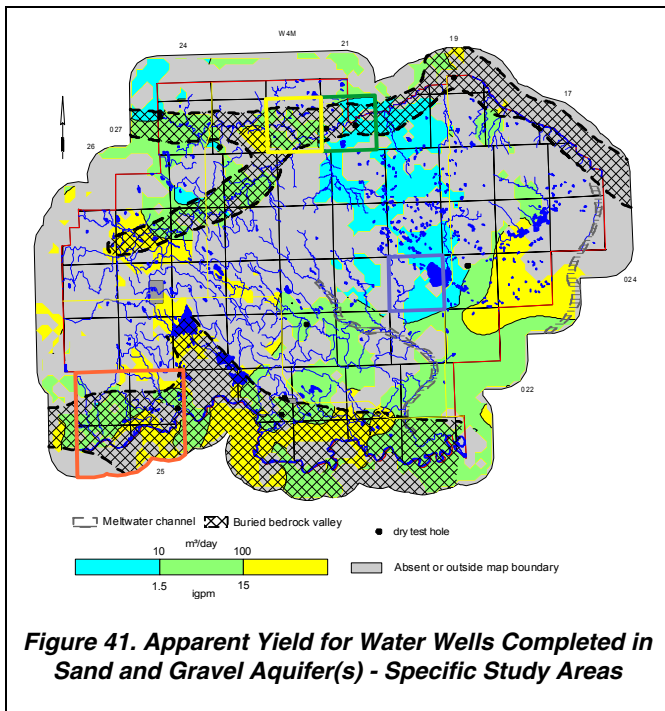 W4M
24
21
19
17
027
26
024
022
25
Meltwater channel
Buried bedrock valley
dry test hole
m³/day
10
100
1.5
15
igpm
Absent or outside map boundary
Figure 41. Apparent Yield for Water Wells Completed in
Sand and Gravel Aquifer(s) - Specific Study Areas